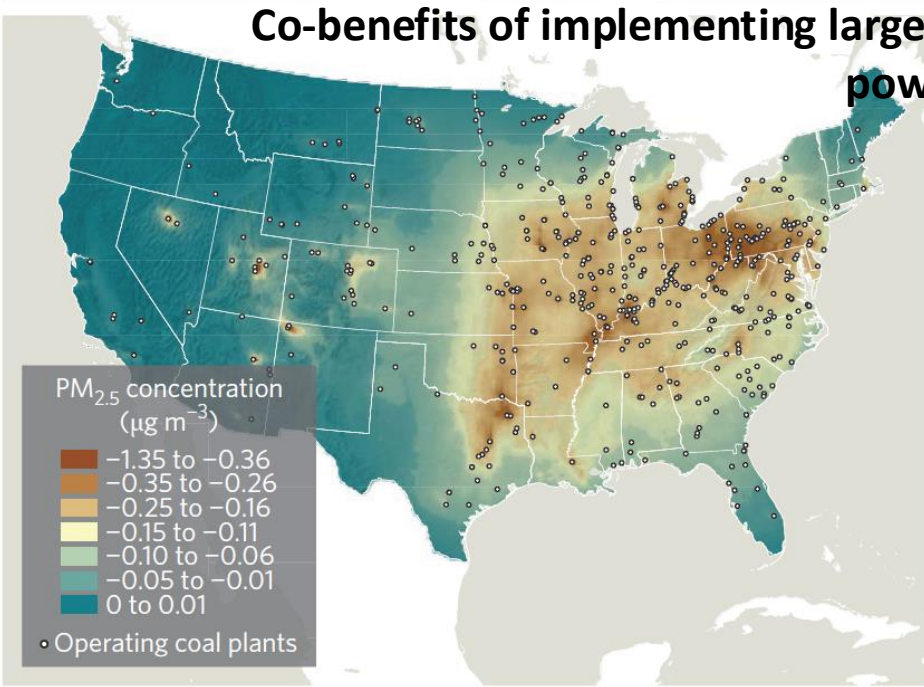 Co-benefits of implementing large
PM2.5 concentration
(μg m−3)
−1.35 to −0.36
−0.35 to −0.26
−0.25 to −0.16
−0.15 to −0.11
−0.10 to −0.06
−0.05 to −0.01
0 to 0.01
Operating coal plants